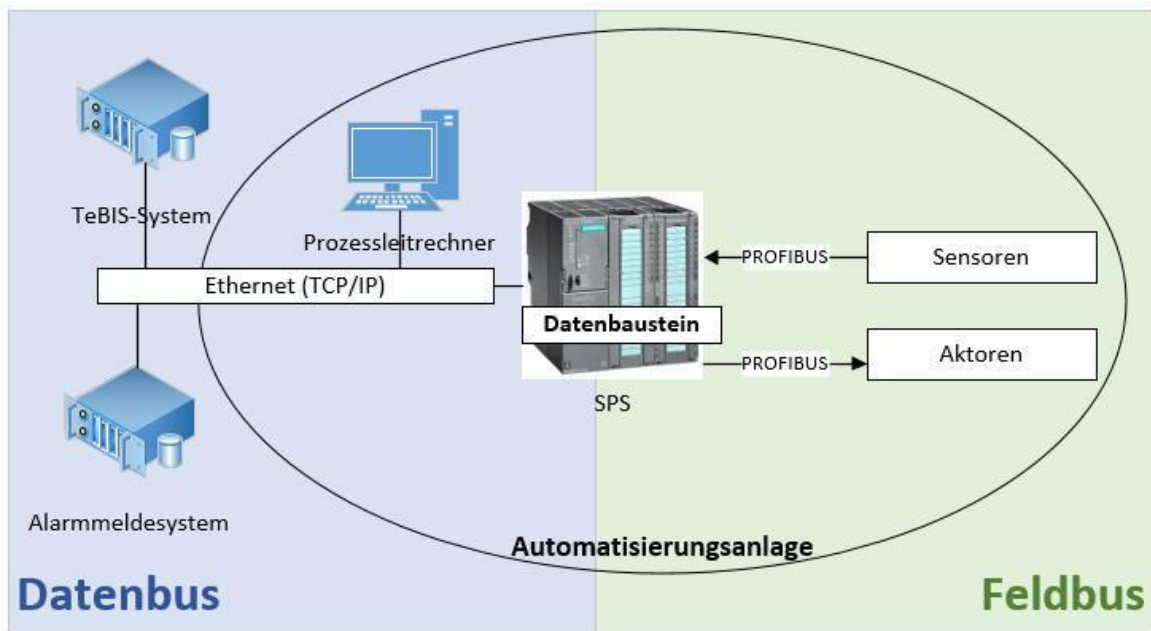 TeBIS-System
Prozessleitrechner
Ethernet (TCP/IP)
Datenbaustein
SPS
PROFIBUS
Sensoren
PROFIBUS
Aktoren
Alarmmeldesystem
Automatisierungsanlage
Datenbus
Feldbus